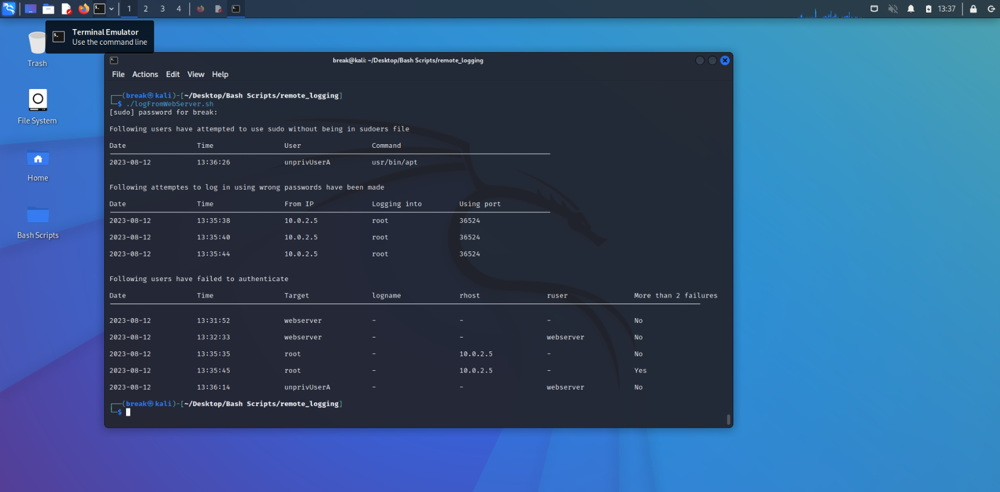 1 2 3 4 13:37
Terminal Emulator
Use the command line
Trash
File System
Home
Bash Scripts
break@kali: ~/Desktop/Bash Scripts/remote_logging
File Actions Edit View Help
┌──(break㉿kali)-[~/Desktop/Bash Scripts/remote_logging]
└─$ ./logFromWebServer.sh
[sudo] password for break:
Following users have attempted to use sudo without being in sudoers file
Date Time User Command
2023-08-12 13:36:26 unprivUserA usr/bin/apt
Following attemptes to log in using wrong passwords have been made
Date Time From IP Logging into Using port
2023-08-12 13:35:38 10.0.2.5 root 36524
2023-08-12 13:35:40 10.0.2.5 root 36524
2023-08-12 13:35:44 10.0.2.5 root 36524
Following users have failed to authenticate
Date Time Target logname rhost ruser More than 2 failures
2023-08-12 13:31:52 webserver - - - No
2023-08-12 13:32:33 webserver - - webserver No
2023-08-12 13:35:35 root - 10.0.2.5 - No
2023-08-12 13:35:45 root - 10.0.2.5 - Yes
2023-08-12 13:36:14 unprivUserA - - webserver No
┌──(break㉿kali)-[~/Desktop/Bash Scripts/remote_logging]
└─$